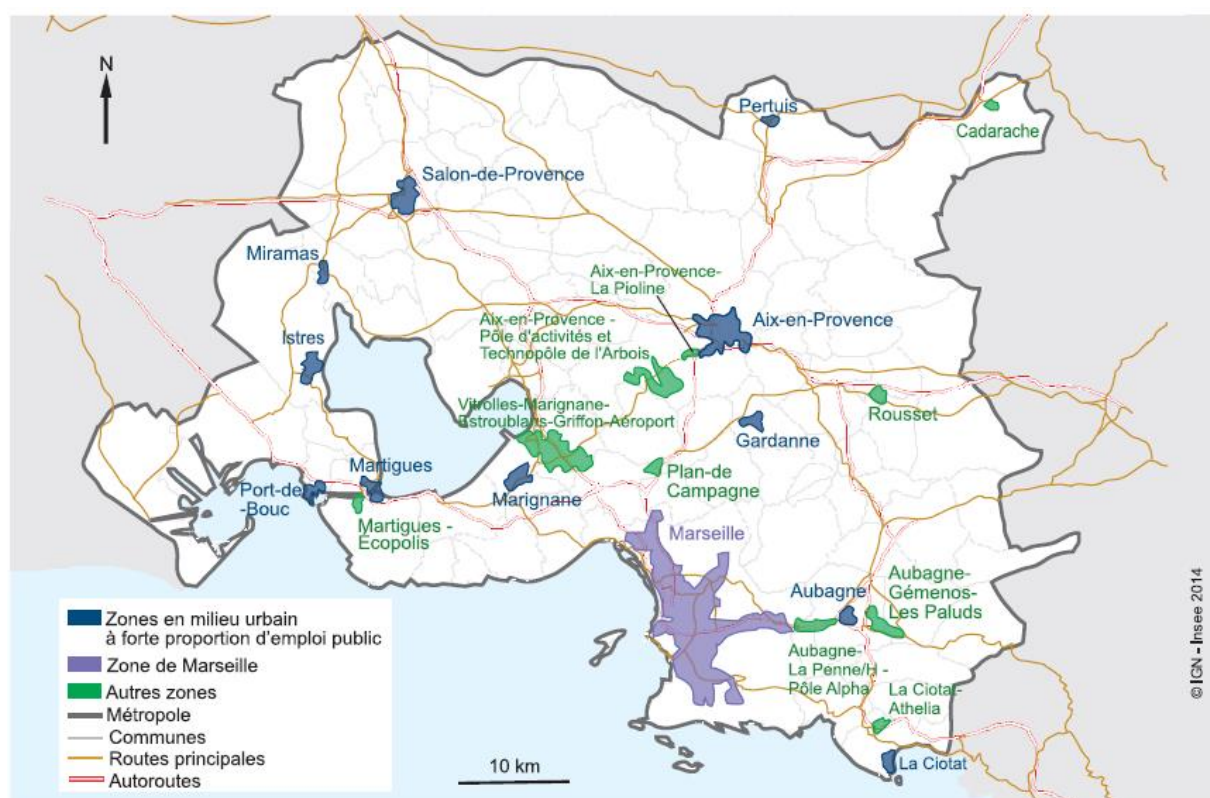 N
Pertuis
Cadarache
Salon-de-Provence
Miramas
Aix-en-Provence-
La Pioline
Istres
Aix-en-Provence -
Pôle d'activités et
Technopôle de l'Arbois
Aix-en-Provence
Rousset
Vitrolles-Marignane-
Estroublans-Griffon-Aéroport
Gardanne
Martigues
Port-de-
-Bouc
Marignane
Plan-de
Campagne
Martigues -
Écopolis
Marseille
Aubagne
Aubagne-
Gémenos-
Les Paluds
Aubagne-
La Penne/H -
Pôle Alpha
La Ciotat-
Athelia
La Ciotat
Zones en milieu urbain
à forte proportion d'emploi public
Zone de Marseille
Autres zones
Métropole
Communes
Routes principales
Autoroutes
10 km
© IGN - Insee 2014